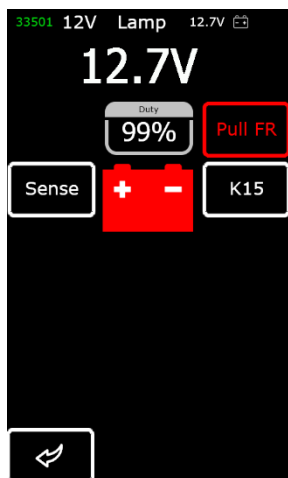 33501 12V Lamp 12.7V
12.7V
Duty
99% Pull FR
Sense + - K15